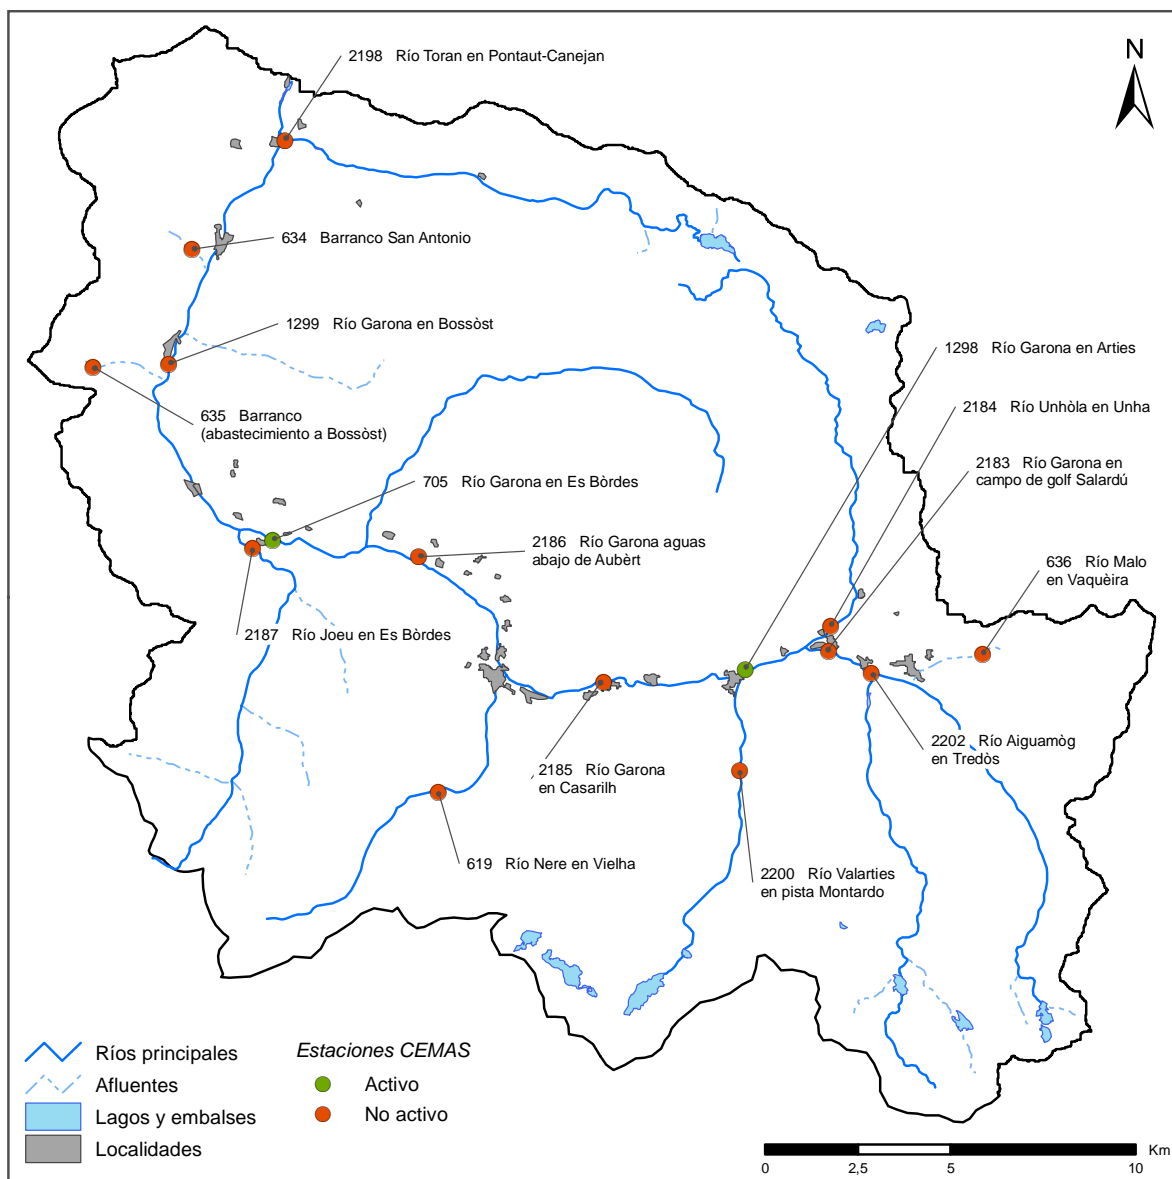 2198 Río Toran en Pontaut-Canejan
N
634 Barranco San Antonio
1299 Río Garona en Bossòst
1298 Río Garona en Arties
635 Barranco
(abastecimiento a Bossòst)
2184 Río Unhòla en Unha
2183 Río Garona en
campo de golf Salardú
705 Río Garona en Es Bòrdes
2186 Río Garona aguas
abajo de Aubèrt
636 Río Malo
en Vaquèira
2187 Río Joeu en Es Bòrdes
2202 Río Aiguamòg
en Tredòs
2185 Río Garona
en Casarilh
619 Río Nere en Vielha
2200 Río Valarties
en pista Montardo
Ríos principales
Afluentes
Lagos y embalses
Localidades
Estaciones CEMAS
Activo
No activo
Km
0 2,5 5 10